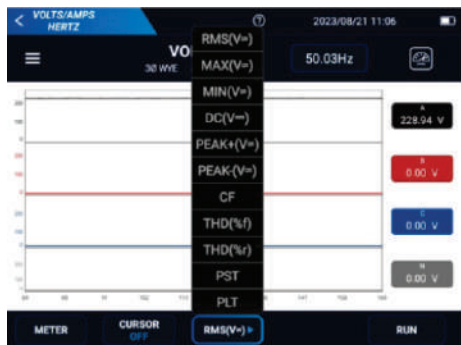 VOLTS/AMPS
HERTZ
2023/08/21 11:06
VO
3Ø WYE
50.03Hz
RMS(V≂)
MAX(V≂)
MIN(V≂)
DC(V⎓)
PEAK+(V≂)
PEAK-(V≂)
CF
THD(%f)
THD(%r)
PST
PLT
A
228.94 V
B
0.00 V
C
0.00 V
N
0.00 V
METER
CURSOR
OFF
RMS(V≂)
RUN